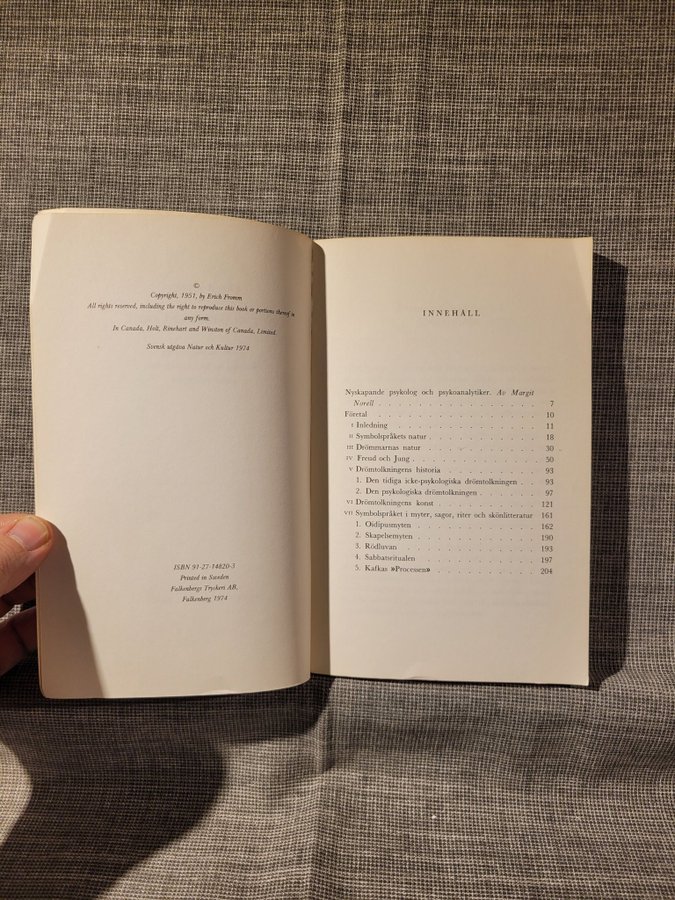 ©
Copyright, 1951, by Erich Fromm
All rights reserved, including the right to reproduce this book or portions thereof in
any form.
In Canada, Holt, Rinehart and Winston of Canada, Limited.
Svensk utgåva Natur och Kultur 1974
ISBN 91-27-14820-3
Printed in Sweden
Falkenbergs Tryckeri AB,
Falkenberg 1974
INNEHÅLL
Nyskapande psykolog och psykoanalytiker. Av Margit
Norell . . . . . . . . . . . . . . . 7
Företal . . . . . . . . . . . . . . . 10
I Inledning . . . . . . . . . . . . . . 11
II Symbolspråkets natur . . . . . . . . . . 18
III Drömmarnas natur . . . . . . . . . . . 30
IV Freud och Jung . . . . . . . . . . . . 50
V Drömtolkningens historia . . . . . . . . . 93
1. Den tidiga icke-psykologiska drömtolkningen . . . 93
2. Den psykologiska drömtolkningen . . . . . . 97
VI Drömtolkningens konst . . . . . . . . . . 121
VII Symbolspråket i myter, sagor, riter och skönlitteratur 161
1. Oidipusmyten . . . . . . . . . . . . 162
2. Skapelsemyten . . . . . . . . . . . . 190
3. Rödluvan . . . . . . . . . . . . . 193
4. Sabbatsritualen . . . . . . . . . . . 197
5. Kafkas »Processen» . . . . . . . . . . 204